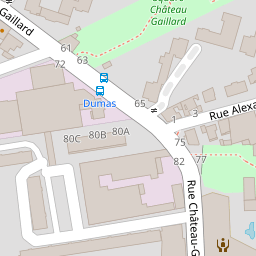 Square
Château
Gaillard
Gaillard
61
72
63
Dumas
65
1
3
Rue Alexa
80C
80B
80A
75
82
77
Rue Château-G